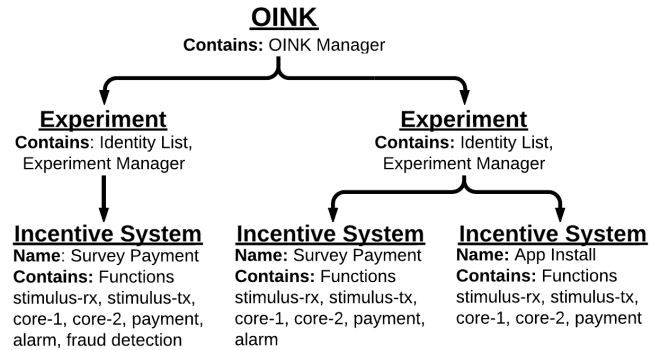 OINK
Contains: OINK Manager
Experiment
Contains: Identity List,
Experiment Manager
Experiment
Contains: Identity List,
Experiment Manager
Incentive System
Name: Survey Payment
Contains: Functions
stimulus-rx, stimulus-tx,
core-1, core-2, payment,
alarm, fraud detection
Incentive System
Name: Survey Payment
Contains: Functions
stimulus-rx, stimulus-tx,
core-1, core-2, payment,
alarm
Incentive System
Name: App Install
Contains: Functions
stimulus-rx, stimulus-tx,
core-1, core-2, payment